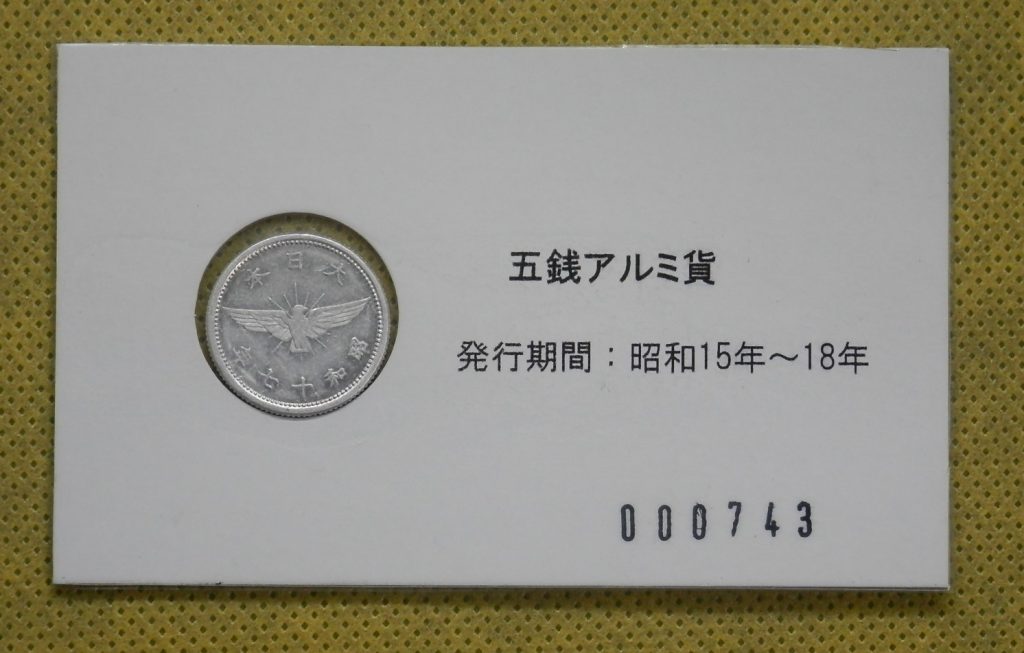 大日本
昭和十七年
五銭アルミ貨
発行期間：昭和15年～18年
000743